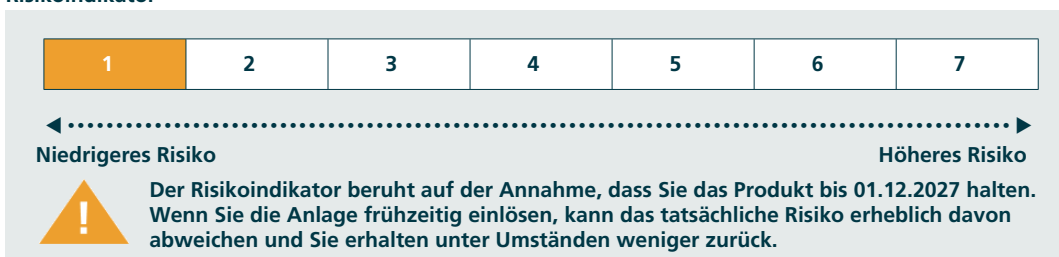 Risikoindikator
1 2 3 4 5 6 7
Niedrigeres Risiko Höheres Risiko
Der Risikoindikator beruht auf der Annahme, dass Sie das Produkt bis 01.12.2027 halten.
Wenn Sie die Anlage frühzeitig einlösen, kann das tatsächliche Risiko erheblich davon
abweichen und Sie erhalten unter Umständen weniger zurück.